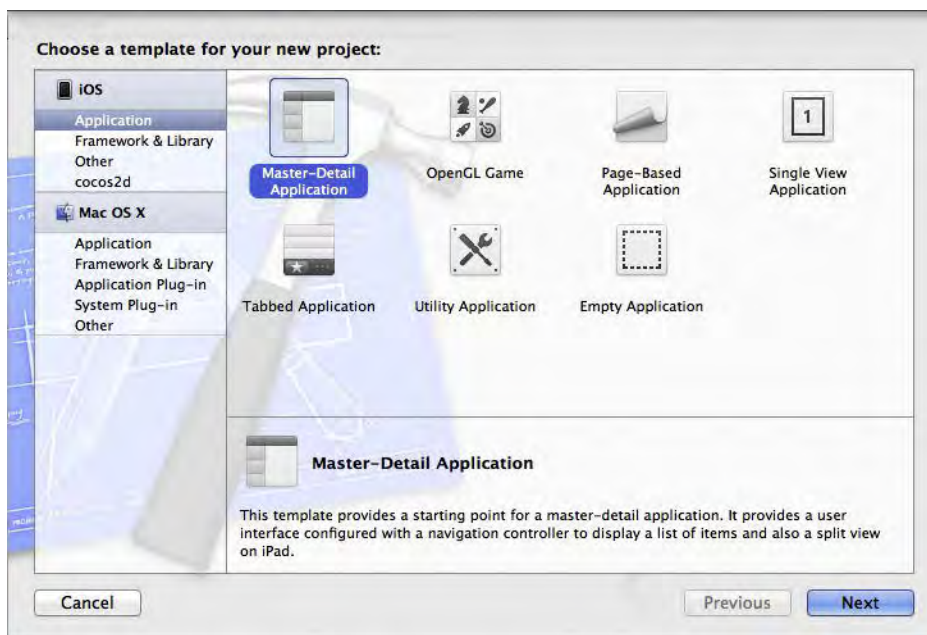 Choose a template for your new project:
iOS
Application
Framework & Library
Other
cocos2d
Mac OS X
Application
Framework & Library
Application Plug-in
System Plug-in
Other
Master-Detail
Application
OpenGL Game
Page-Based
Application
1
Single View
Application
Tabbed Application
Utility Application
Empty Application
Master-Detail Application
This template provides a starting point for a master-detail application. It provides a user
interface configured with a navigation controller to display a list of items and also a split view
on iPad.
Cancel
Previous
Next